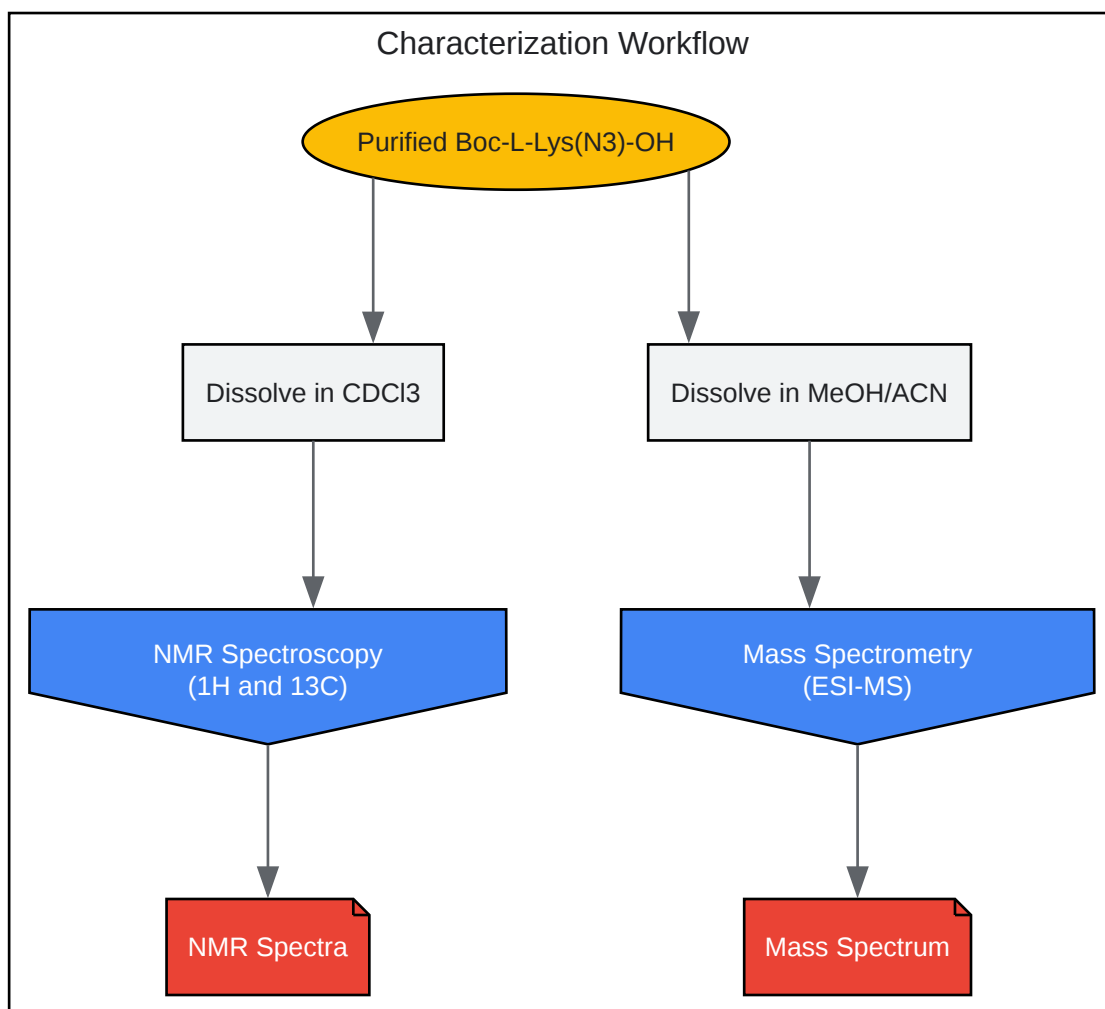 Characterization Workflow
Purified Boc-L-Lys(N3)-OH
Dissolve in CDCl3
Dissolve in MeOH/ACN
NMR Spectroscopy
(1H and 13C)
Mass Spectrometry
(ESI-MS)
NMR Spectra
Mass Spectrum